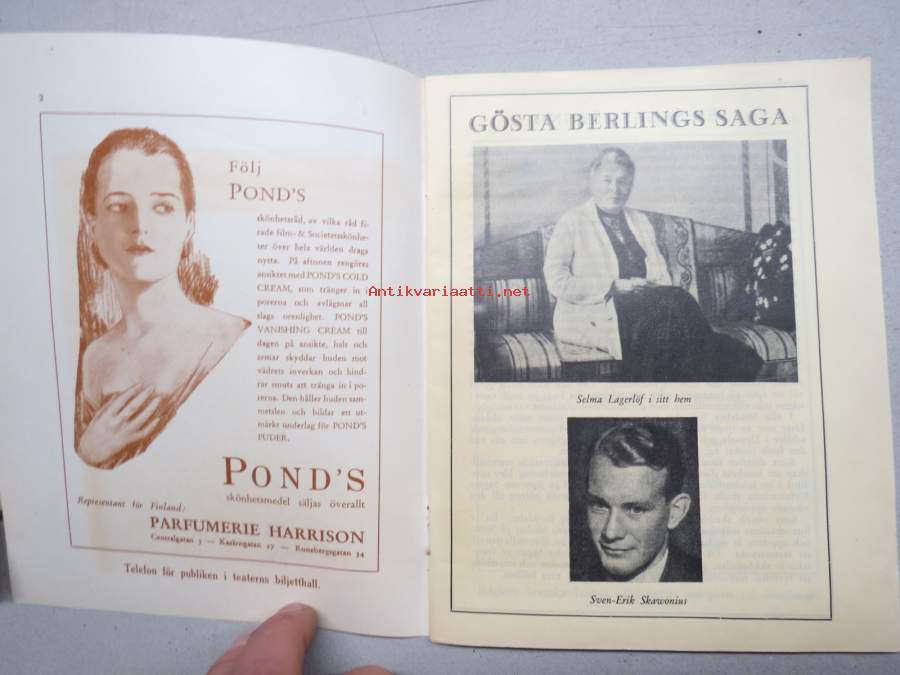 2
Följ
POND'S
skönhetsråd, av vilka råd fi-
rade film- & Societetsskönhe-
ter över hela världen draga
nytta. På aftonen rengöres
ansiktet med POND'S COLD
CREAM, som tränger in i
porerna och avlägsnar all
slags orenlighet. POND'S
VANISHING CREAM till
dagen på ansikte, hals och
armar skyddar huden mot
vädrets inverkan och hind-
rar smuts att tränga in i po-
rerna. Den håller huden sam-
metslen och bildar ett ut-
märkt underlag för POND'S
PUDER.
POND'S
skönhetsmedel säljas överallt
Representant för Finland:
PARFUMERIE HARRISON
Centralgatan 5 — Kasärngatan 27 — Runebergsgatan 34
Telefon för publiken i teaterns biljetthall.
GÖSTA BERLINGS SAGA
Selma Lagerlöf i sitt hem
Sven-Erik Skawonius
Antikvariaatti.net